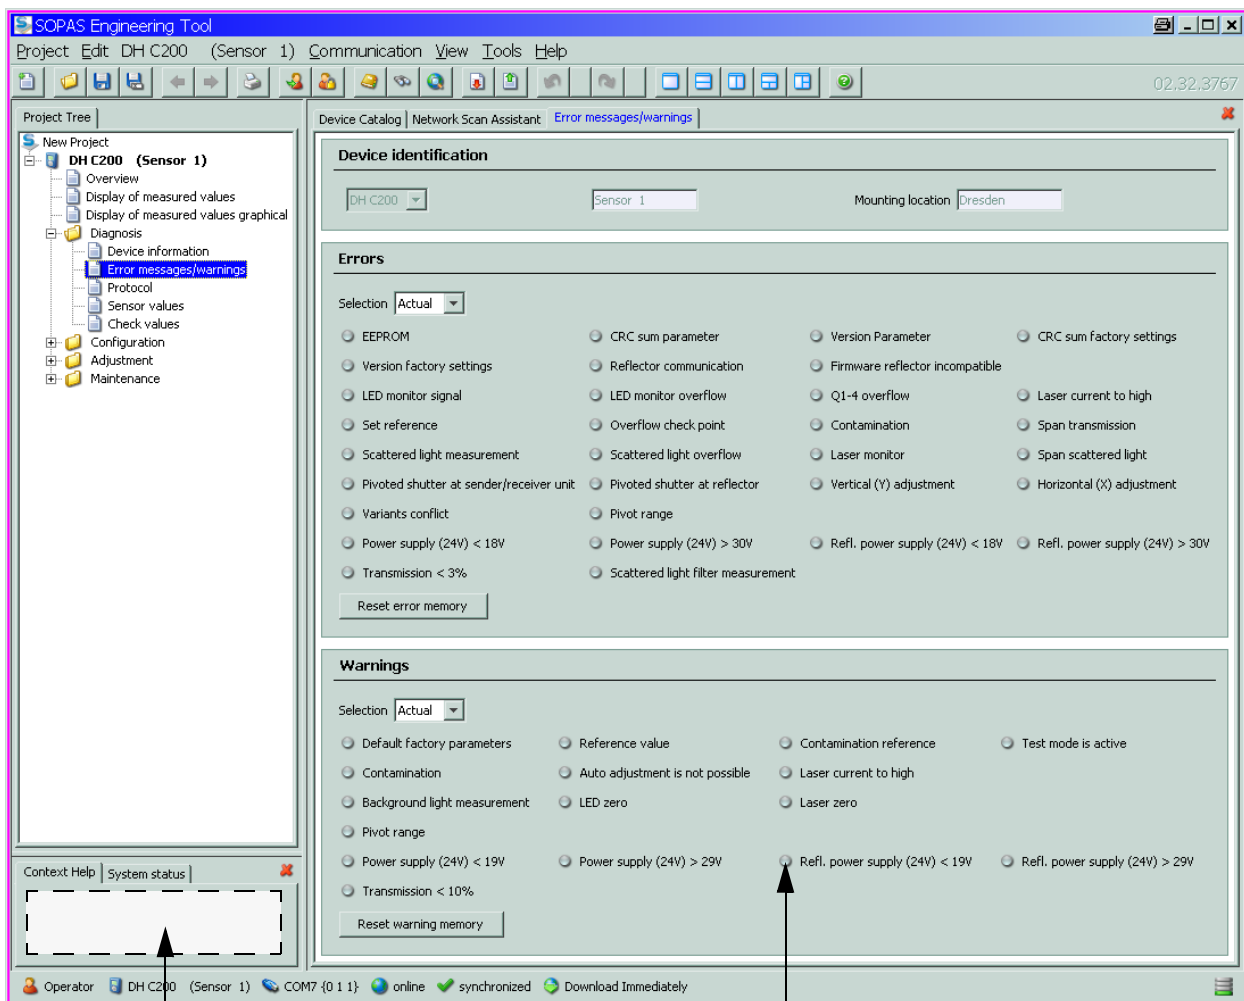 SOPAS Engineering Tool
Project Edit DH C200 (Sensor 1) Communication View Tools Help
02.32.3767
Project Tree
New Project
DH C200 (Sensor 1)
Overview
Display of measured values
Display of measured values graphical
Diagnosis
Device information
Error messages/warnings
Protocol
Sensor values
Check values
Configuration
Adjustment
Maintenance
Device Catalog Network Scan Assistant Error messages/warnings
Device identification
DH C200 Sensor 1 Mounting location Dresden
Errors
Selection Actual
EEPROM CRC sum parameter Version Parameter CRC sum factory settings
Version factory settings Reflector communication Firmware reflector incompatible
LED monitor signal LED monitor overflow Q1-4 overflow Laser current to high
Set reference Overflow check point Contamination Span transmission
Scattered light measurement Scattered light overflow Laser monitor Span scattered light
Pivoted shutter at sender/receiver unit Pivoted shutter at reflector Vertical (Y) adjustment Horizontal (X) adjustment
Variants conflict Pivot range
Power supply (24V) < 18V Power supply (24V) > 30V Refl. power supply (24V) < 18V Refl. power supply (24V) > 30V
Transmission < 3% Scattered light filter measurement
Reset error memory
Warnings
Selection Actual
Default factory parameters Reference value Contamination reference Test mode is active
Contamination Auto adjustment is not possible Laser current to high
Background light measurement LED zero Laser zero
Pivot range
Power supply (24V) < 19V Power supply (24V) > 29V Refl. power supply (24V) < 19V Refl. power supply (24V) > 29V
Transmission < 10%
Reset warning memory
Context Help System status
Operator DH C200 (Sensor 1) COM7 {0 1 1} online synchronized Download Immediately